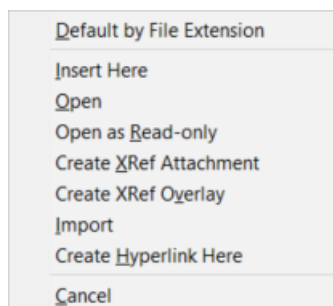 Default by File Extension
Insert Here
Open
Open as Read-only
Create XRef Attachment
Create XRef Overlay
Import
Create Hyperlink Here
Cancel